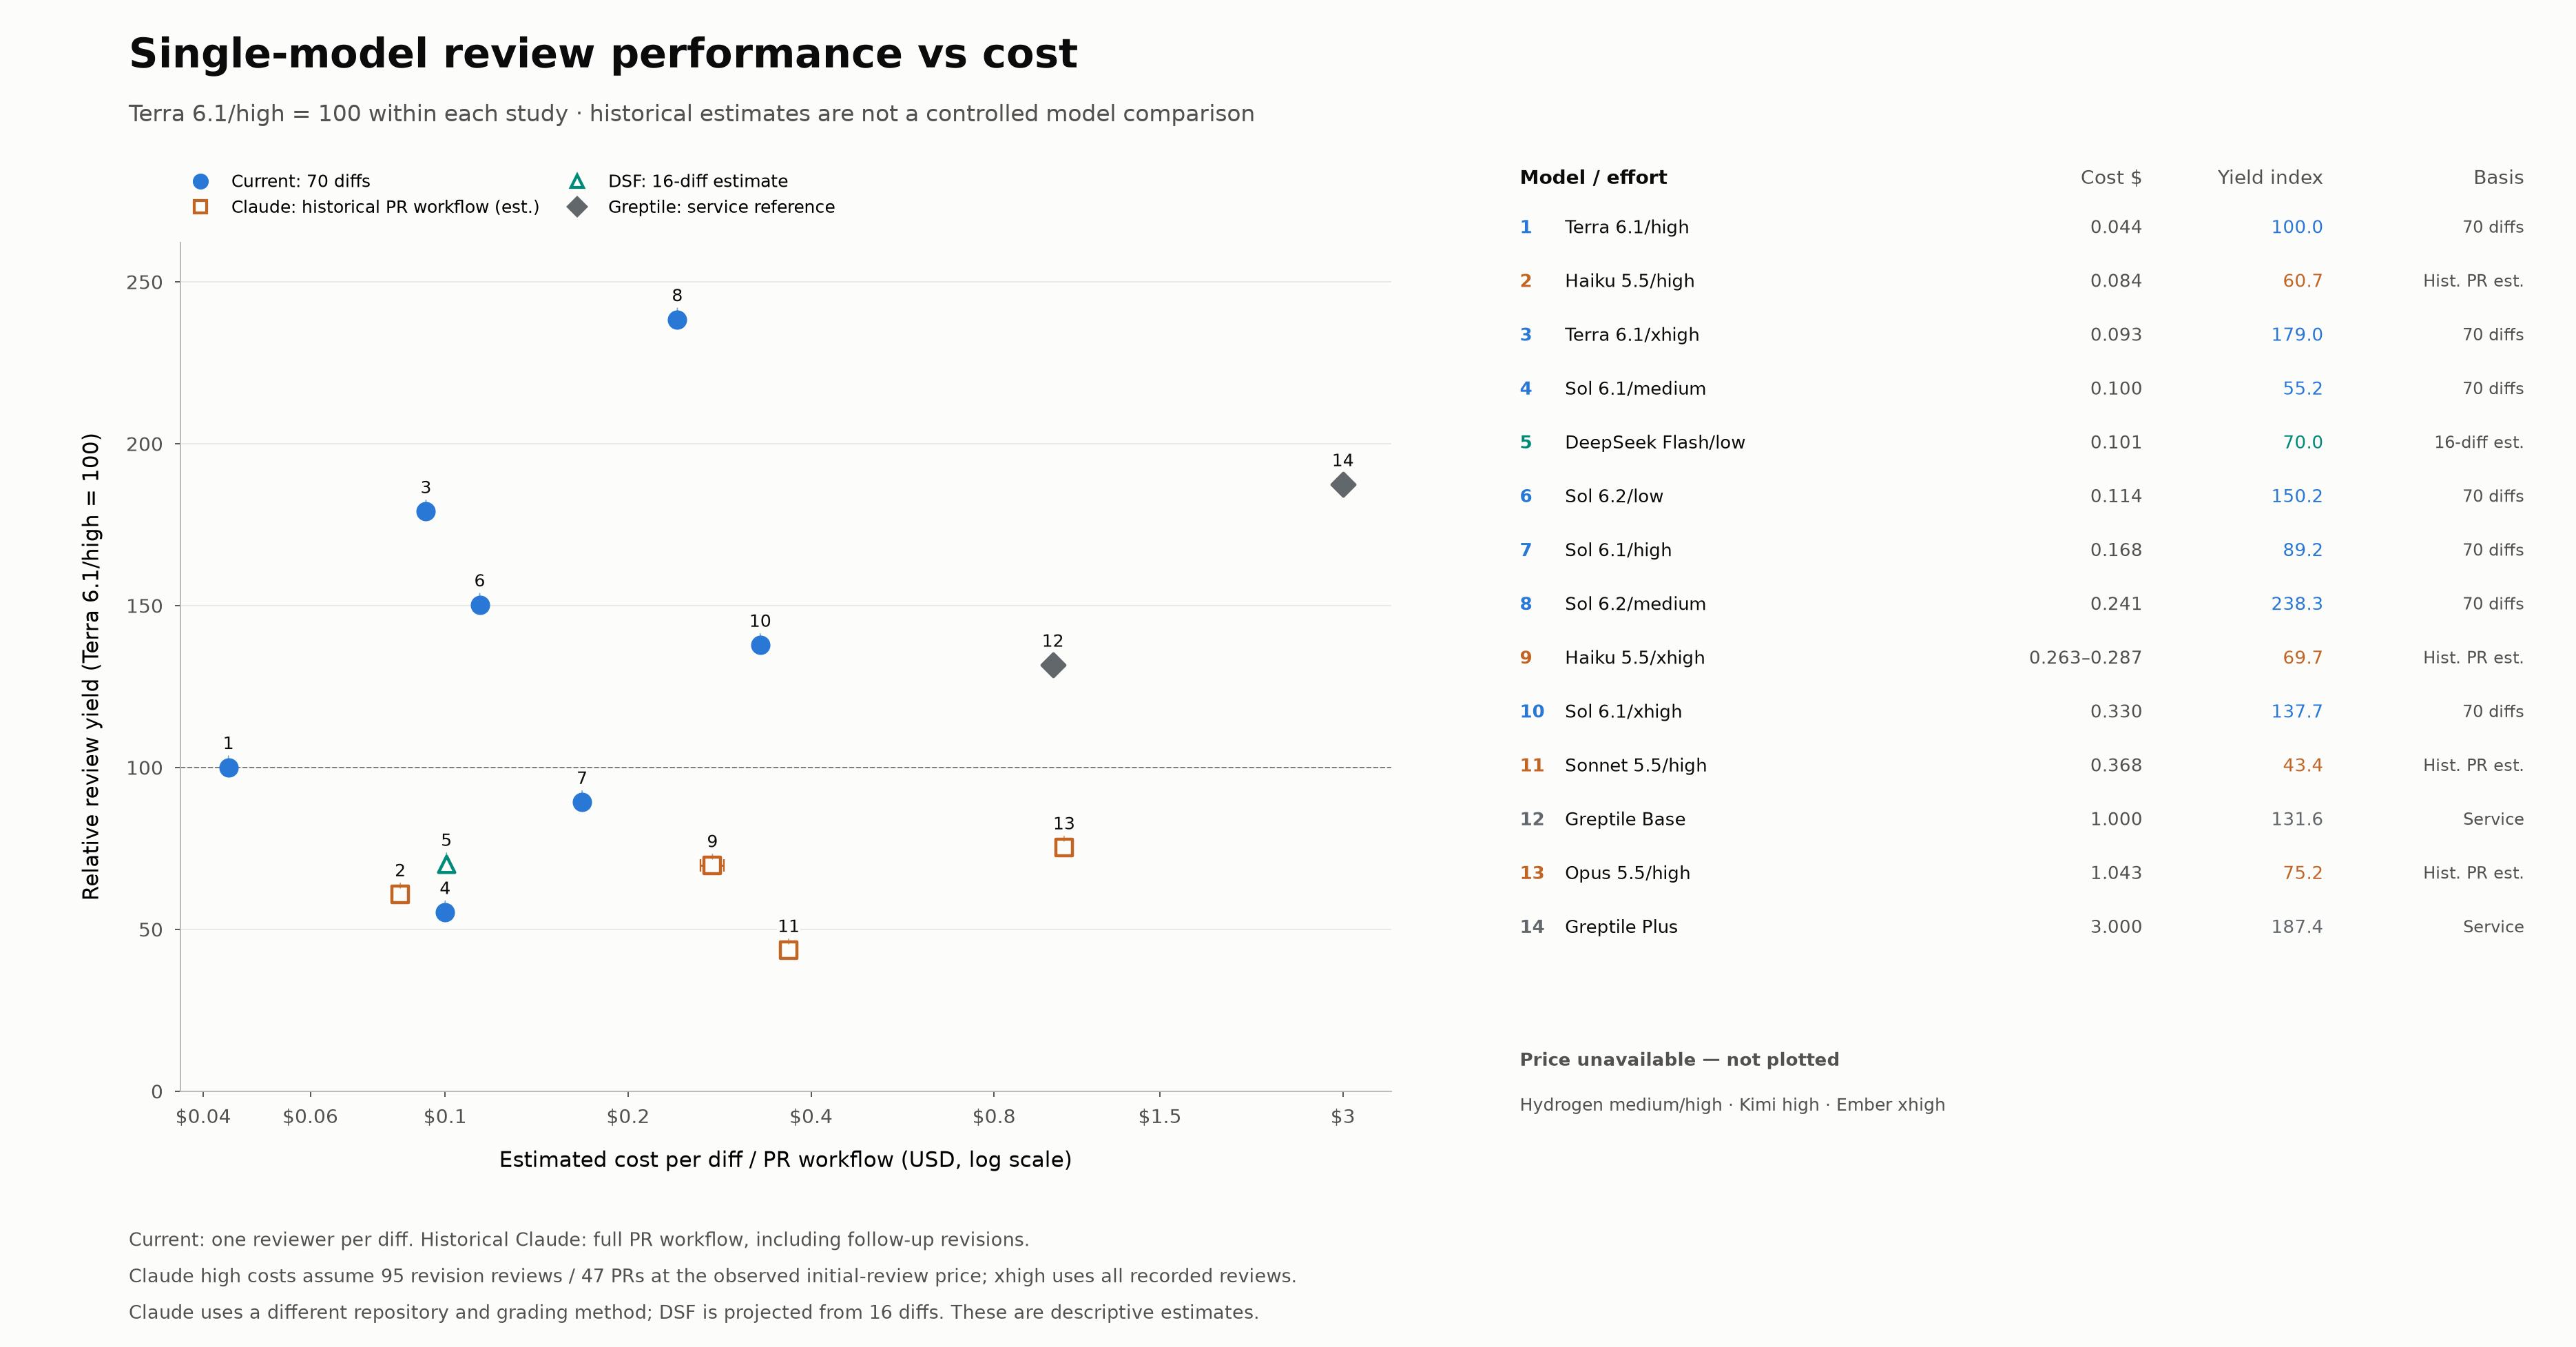 Single-model review performance vs cost
Terra 6.1/high = 100 within each study · historical estimates are not a controlled model comparison
Current: 70 diffs
Claude: historical PR workflow (est.)
DSF: 16-diff estimate
Greptile: service reference
Relative review yield (Terra 6.1/high = 100)
250
200
150
100
50
0
8
14
3
6
10
12
1
7
13
5
9
2
4
11
$0.04 $0.06 $0.1 $0.2 $0.4 $0.8 $1.5 $3
Estimated cost per diff / PR workflow (USD, log scale)
Model / effort Cost $ Yield index Basis
1 Terra 6.1/high 0.044 100.0 70 diffs
2 Haiku 5.5/high 0.084 60.7 Hist. PR est.
3 Terra 6.1/xhigh 0.093 179.0 70 diffs
4 Sol 6.1/medium 0.100 55.2 70 diffs
5 DeepSeek Flash/low 0.101 70.0 16-diff est.
6 Sol 6.2/low 0.114 150.2 70 diffs
7 Sol 6.1/high 0.168 89.2 70 diffs
8 Sol 6.2/medium 0.241 238.3 70 diffs
9 Haiku 5.5/xhigh 0.263–0.287 69.7 Hist. PR est.
10 Sol 6.1/xhigh 0.330 137.7 70 diffs
11 Sonnet 5.5/high 0.368 43.4 Hist. PR est.
12 Greptile Base 1.000 131.6 Service
13 Opus 5.5/high 1.043 75.2 Hist. PR est.
14 Greptile Plus 3.000 187.4 Service
Price unavailable — not plotted
Hydrogen medium/high · Kimi high · Ember xhigh
Current: one reviewer per diff. Historical Claude: full PR workflow, including follow-up revisions.
Claude high costs assume 95 revision reviews / 47 PRs at the observed initial-review price; xhigh uses all recorded reviews.
Claude uses a different repository and grading method; DSF is projected from 16 diffs. These are descriptive estimates.